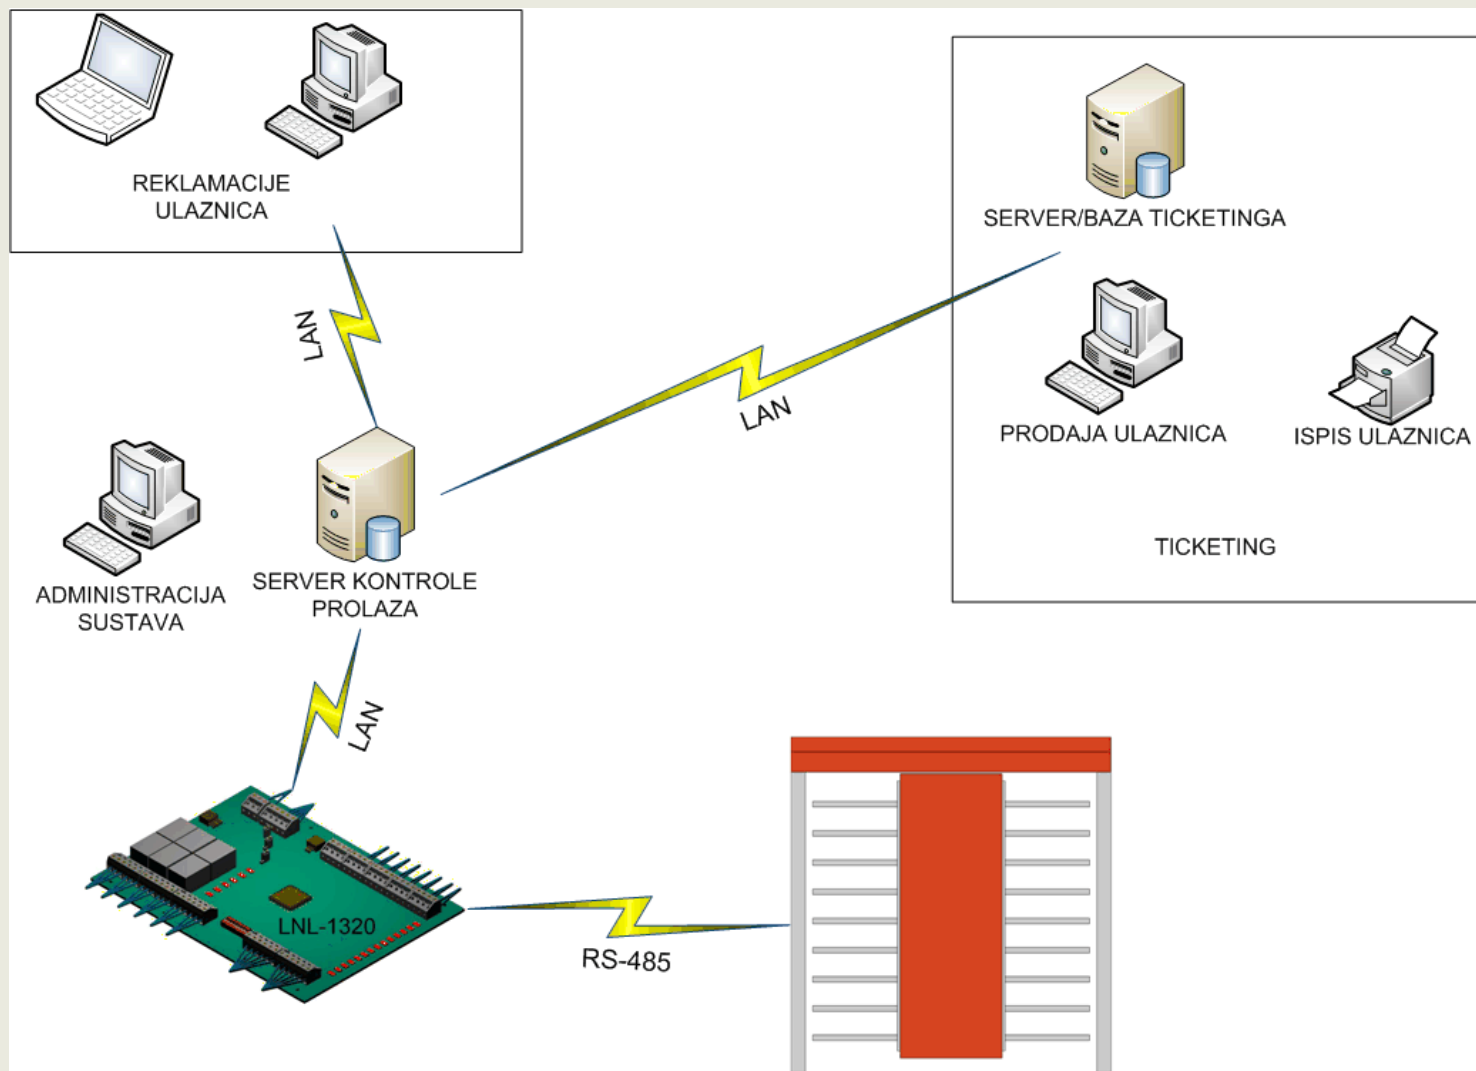 REKLAMACIJE
ULAZNICA
SERVER/BAZA TICKETINGA
LAN
LAN
PRODAJA ULAZNICA
ISPIS ULAZNICA
TICKETING
ADMINISTRACIJA
SUSTAVA
SERVER KONTROLE
PROLAZA
LAN
LNL-1320
RS-485